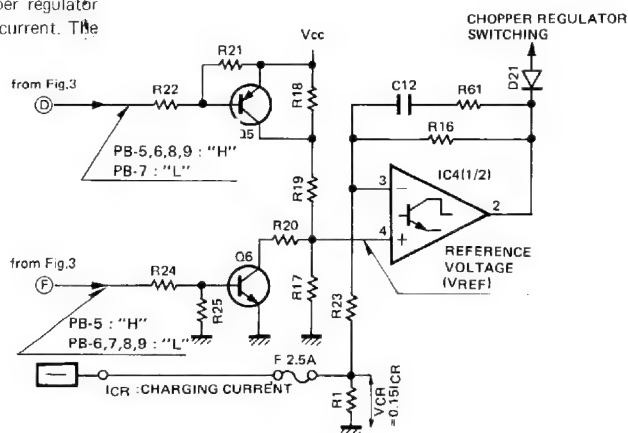 per regulator
current. The
CHOPPER REGULATOR
SWITCHING
Vcc
R21
from Fig.3
D
R22
R18
C12
R61
D21
R16
PB-5,6,8,9 : "H"
PB-7 : "L"
IC4(1/2)
3
−
2
R19
R20
4
+
from Fig.3
F
R24
Q6
REFERENCE
VOLTAGE
(VREF)
R25
R17
R23
PB-5 : "H"
PB-6,7,8,9 : "L"
F 2.5A
−
ICR : CHARGING CURRENT
R1
VCR
=0.15ICR